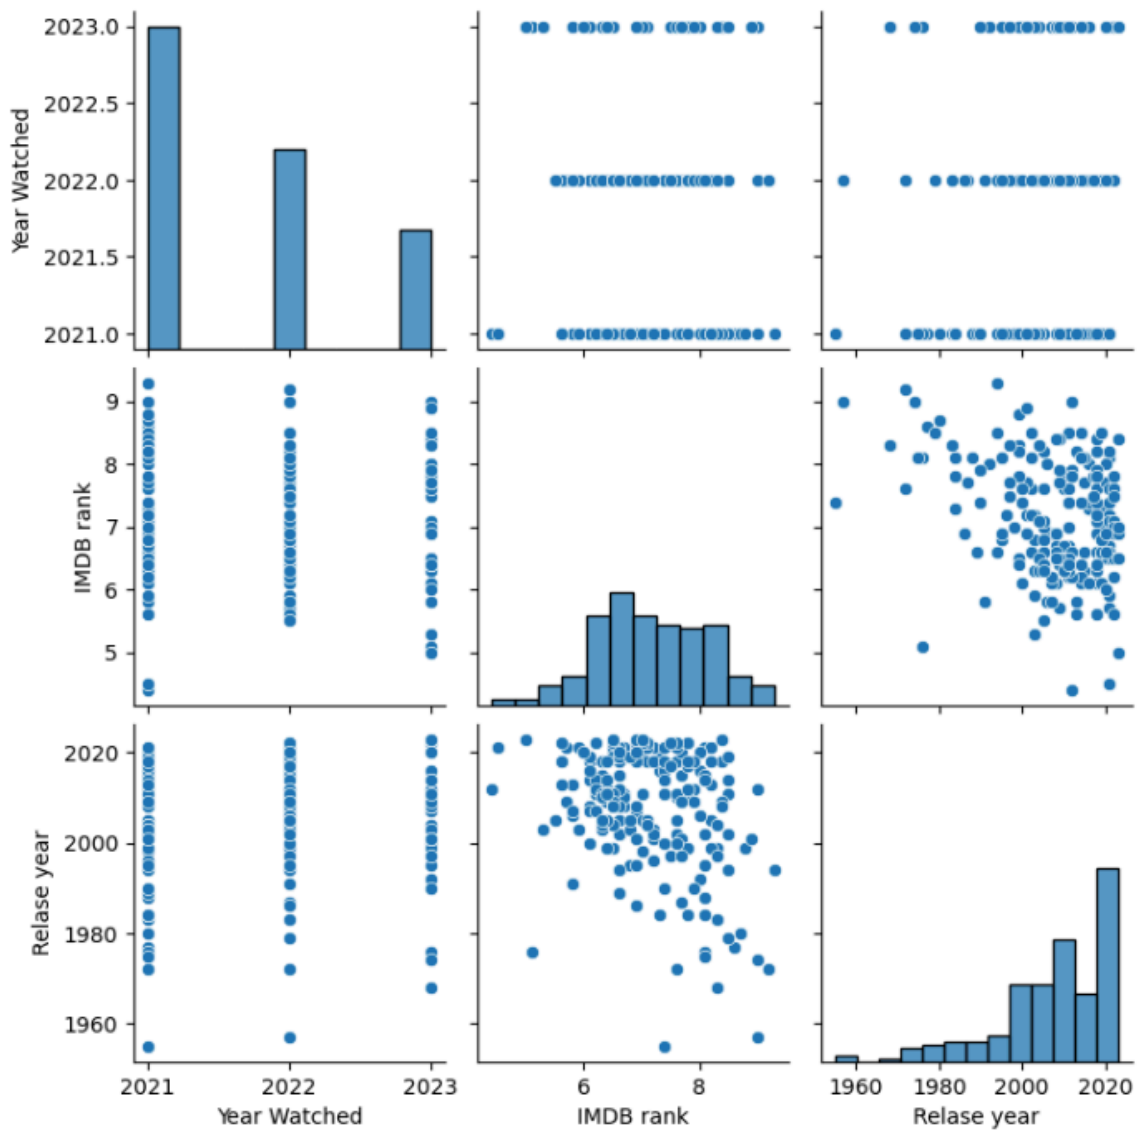 2023.0
2022.5
2022.0
2021.5
2021.0
Year Watched
9
8
7
6
5
IMDB rank
2020
2000
1980
1960
Relase year
2021 2022 2023 6 8 1960 1980 2000 2020
Year Watched IMDB rank Relase year